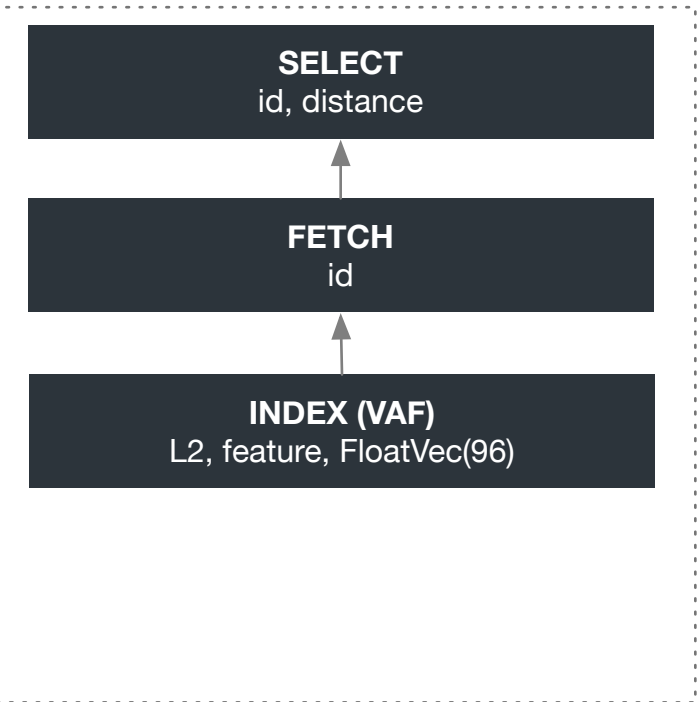 SELECT
id, distance
FETCH
id
INDEX (VAF)
L2, feature, FloatVec(96)